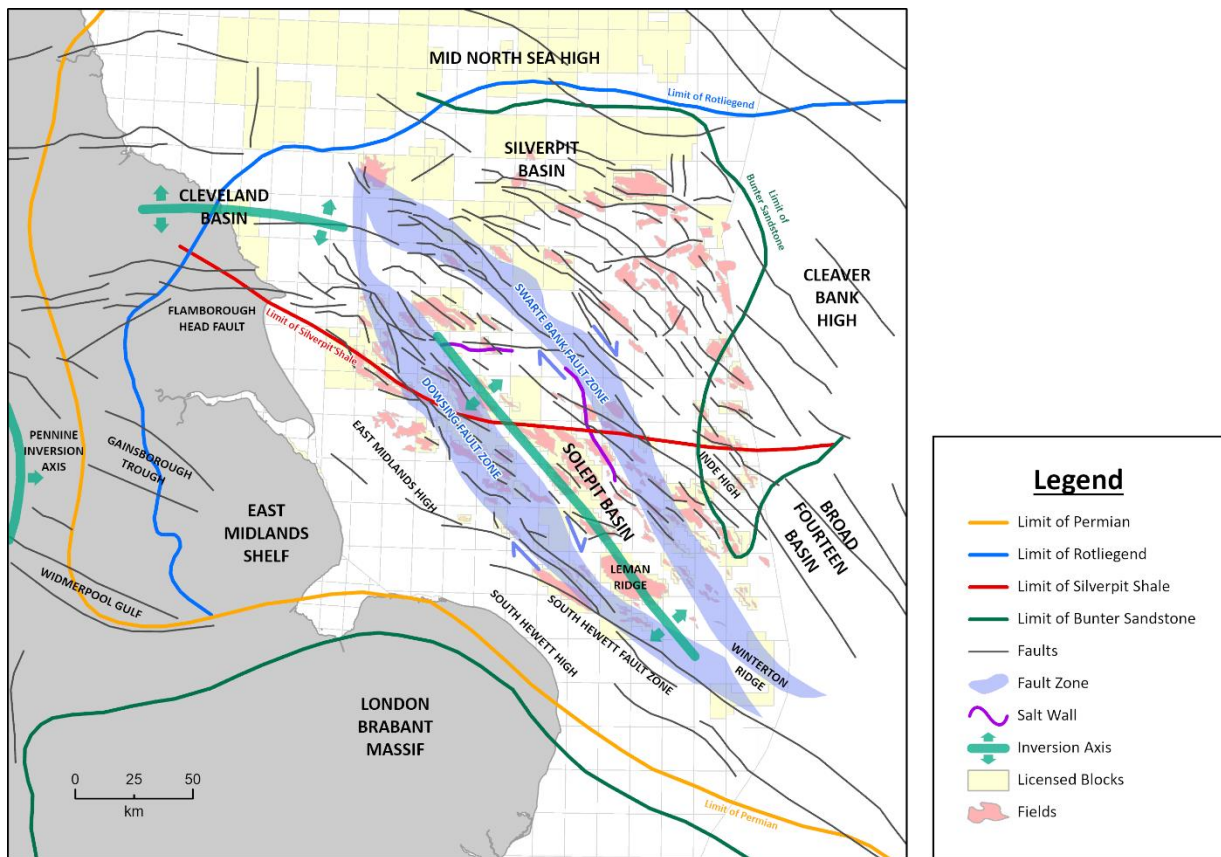 MID NORTH SEA HIGH
Limit of Rotliegend
SILVERPIT
BASIN
Limit of
Bunter Sandstone
CLEVELAND
BASIN
CLEAVER
BANK
HIGH
FLAMBOROUGH
HEAD FAULT
Limit of Silverpit Shale
SWARTE BANK FAULT ZONE
DOWSING FAULT ZONE
PENNINE
INVERSION
AXIS
GAINSBOROUGH
TROUGH
EAST MIDLANDS HIGH
SOLEPIT BASIN
INDE HIGH
BROAD
FOURTEEN
BASIN
EAST
MIDLANDS
SHELF
LEMAN
RIDGE
WIDMERPOOL GULF
SOUTH HEWETT HIGH
SOUTH HEWETT FAULT ZONE
WINTERTON
RIDGE
LONDON
BRABANT
MASSIF
0 25 50
km
Limit of Permian
Legend
Limit of Permian
Limit of Rotliegend
Limit of Silverpit Shale
Limit of Bunter Sandstone
Faults
Fault Zone
Salt Wall
Inversion Axis
Licensed Blocks
Fields